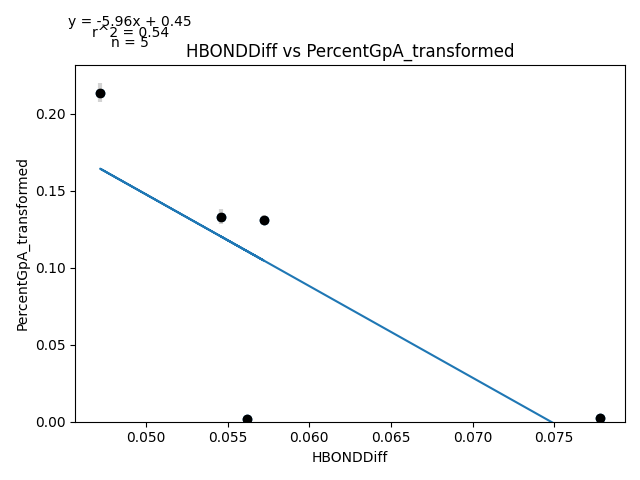 y = -5.96x + 0.45
r^2 = 0.54
n = 5
HBONDDiff vs PercentGpA_transformed
PercentGpA_transformed
0.20
0.15
0.10
0.05
0.00
0.050 0.055 0.060 0.065 0.070 0.075
HBONDDiff